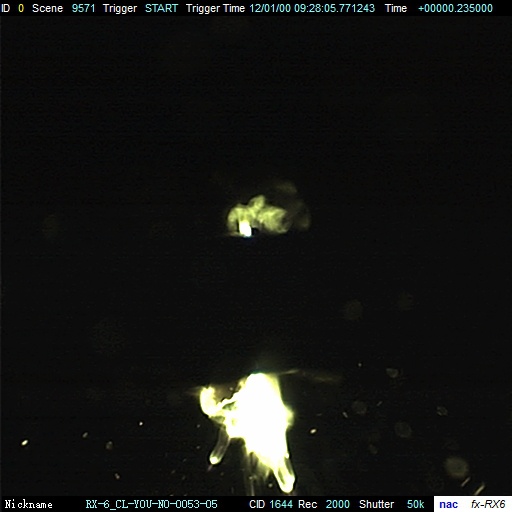 ID 0 Scene 9571 Trigger START Trigger Time 12/01/00 09:28:05.771243 Time +00000.235000
Nickname RX-6_CL-YOU-NO-0053-05 CID 1644 Rec 2000 Shutter 50k nac fx-RX6